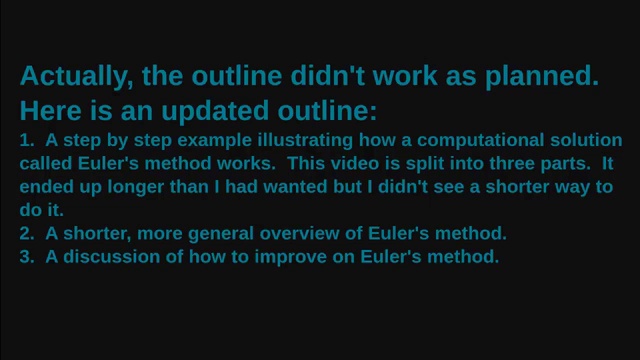 Actually, the outline didn't work as planned.
Here is an updated outline:
1.  A step by step example illustrating how a computational solution
called Euler's method works.  This video is split into three parts.  It
ended up longer than I had wanted but I didn't see a shorter way to
do it.
2.  A shorter, more general overview of Euler's method.
3.  A discussion of how to improve on Euler's method.